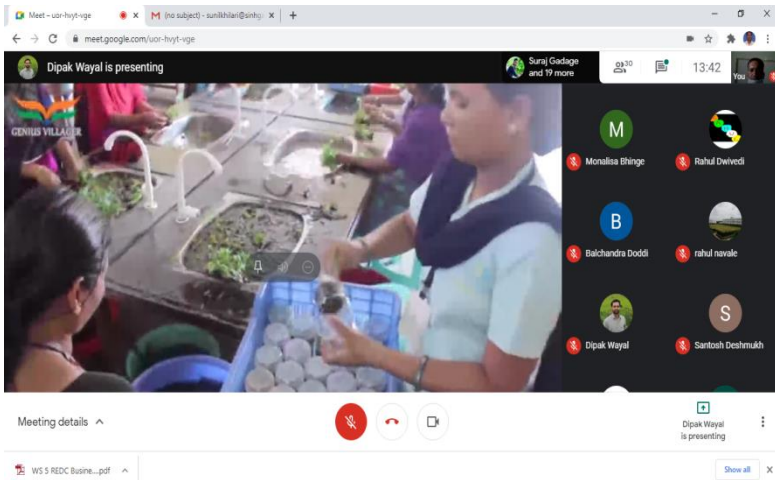 Meet – uor-hvyt-vge
M (no subject) - sunilkhilari@sinhg
meet.google.com/uor-hvyt-vge
Dipak Wayal is presenting
Suraj Gadage
and 19 more
30
13:42
You
GENIUS VILLAGER
M
Monalisa Bhinge
Rahul Dwivedi
B
Balchandra Doddi
rahul navale
Dipak Wayal
S
Santosh Deshmukh
Meeting details
Dipak Wayal
is presenting
WS 5 REDC Busine....pdf
Show all